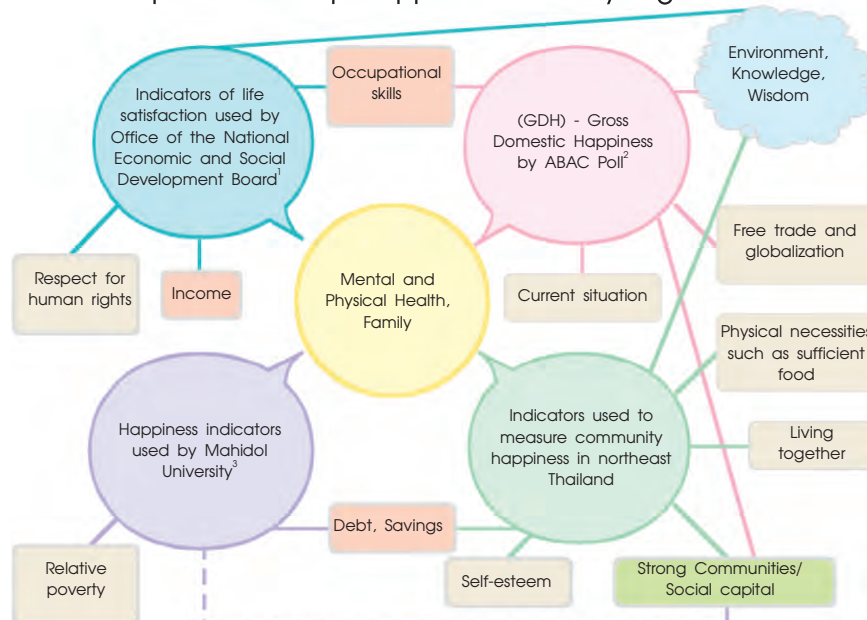 Environment,
Knowledge,
Wisdom
Occupational
skills
Indicators of life
satisfaction used by
Office of the National
Economic and Social
Development Board1
(GDH) - Gross
Domestic Happiness
by ABAC Poll2
Free trade and
globalization
Respect for
human rights
Income
Mental and
Physical Health,
Family
Current situation
Physical necessities
such as sufficient
food
Happiness indicators
used by Mahidol
University3
Indicators used to
measure community
happiness in northeast
Thailand
Living
together
Debt, Savings
Relative
poverty
Self-esteem
Strong Communities/
Social capital